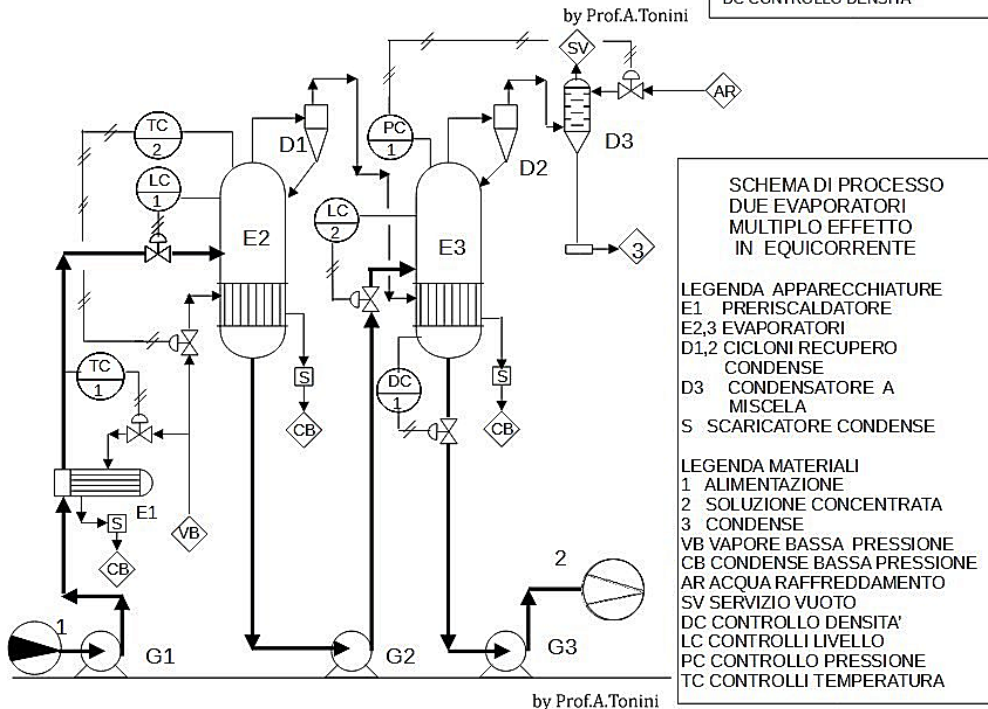 DC CONTROLLO DENSITA'
by Prof.A.Tonini
SV
AR
TC
2
D1
PC
1
D2
D3
LC
1
E2
LC
2
E3
3
TC
1
DC
1
S
CB
S
CB
E1
S
VB
CB
1
G1
G2
G3
2
SCHEMA DI PROCESSO
DUE EVAPORATORI
MULTIPLO EFFETTO
IN EQUICORRENTE
LEGENDA APPARECCHIATURE
E1 PRERISCALDATORE
E2,3 EVAPORATORI
D1,2 CICLONI RECUPERO
CONDENSE
D3 CONDENSATORE A
MISCELA
S SCARICATORE CONDENSE
LEGENDA MATERIALI
1 ALIMENTAZIONE
2 SOLUZIONE CONCENTRATA
3 CONDENSE
VB VAPORE BASSA PRESSIONE
CB CONDENSE BASSA PRESSIONE
AR ACQUA RAFFREDDAMENTO
SV SERVIZIO VUOTO
DC CONTROLLO DENSITA'
LC CONTROLLI LIVELLO
PC CONTROLLO PRESSIONE
TC CONTROLLI TEMPERATURA
by Prof.A.Tonini